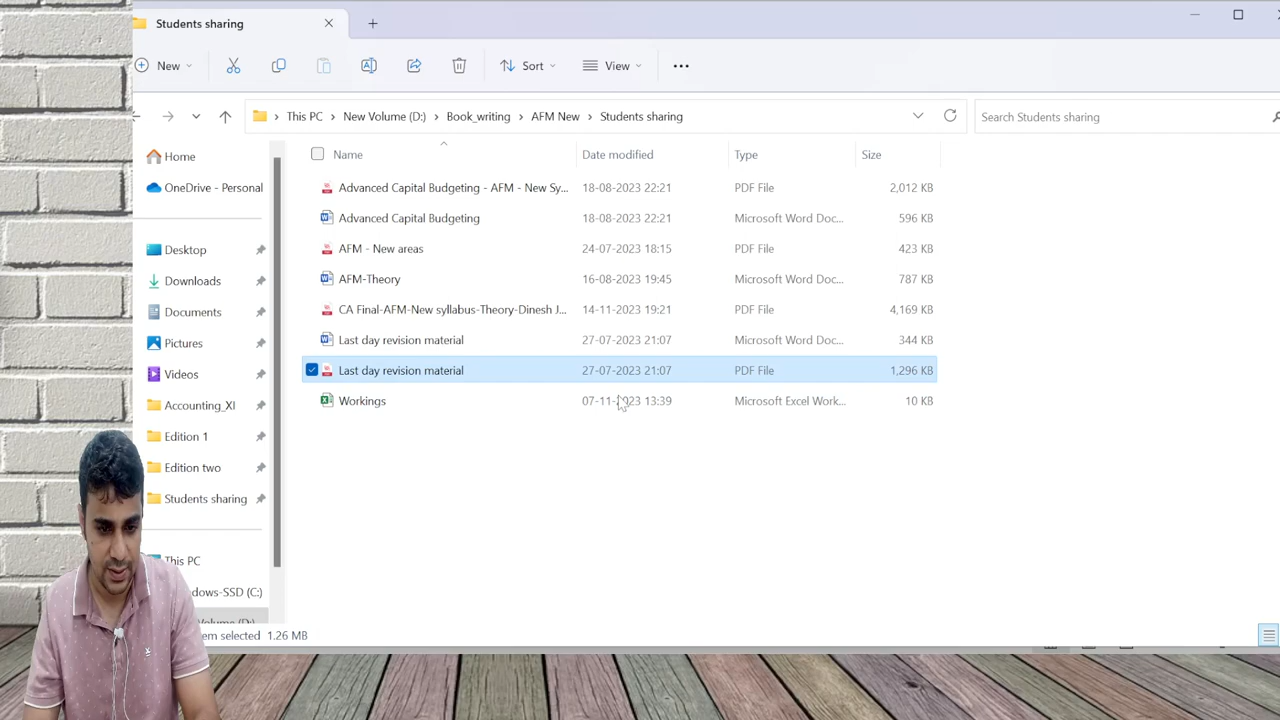 Students sharing
New
Sort
View
This PC
New Volume (D:)
Book_writing
AFM New
Students sharing
Search Students sharing
Home
OneDrive - Personal
Desktop
Downloads
Documents
Pictures
Videos
Accounting_XI
Edition 1
Edition two
Students sharing
This PC
dows-SSD (C:)
Name Date modified Type Size
Advanced Capital Budgeting - AFM - New Sy... 18-08-2023 22:21 PDF File 2,012 KB
Advanced Capital Budgeting 18-08-2023 22:21 Microsoft Word Doc... 596 KB
AFM - New areas 24-07-2023 18:15 PDF File 423 KB
AFM-Theory 16-08-2023 19:45 Microsoft Word Doc... 787 KB
CA Final-AFM-New syllabus-Theory-Dinesh J... 14-11-2023 19:21 PDF File 4,169 KB
Last day revision material 27-07-2023 21:07 Microsoft Word Doc... 344 KB
Last day revision material 27-07-2023 21:07 PDF File 1,296 KB
Workings 07-11-2023 13:39 Microsoft Excel Work... 10 KB
em selected 1.26 MB